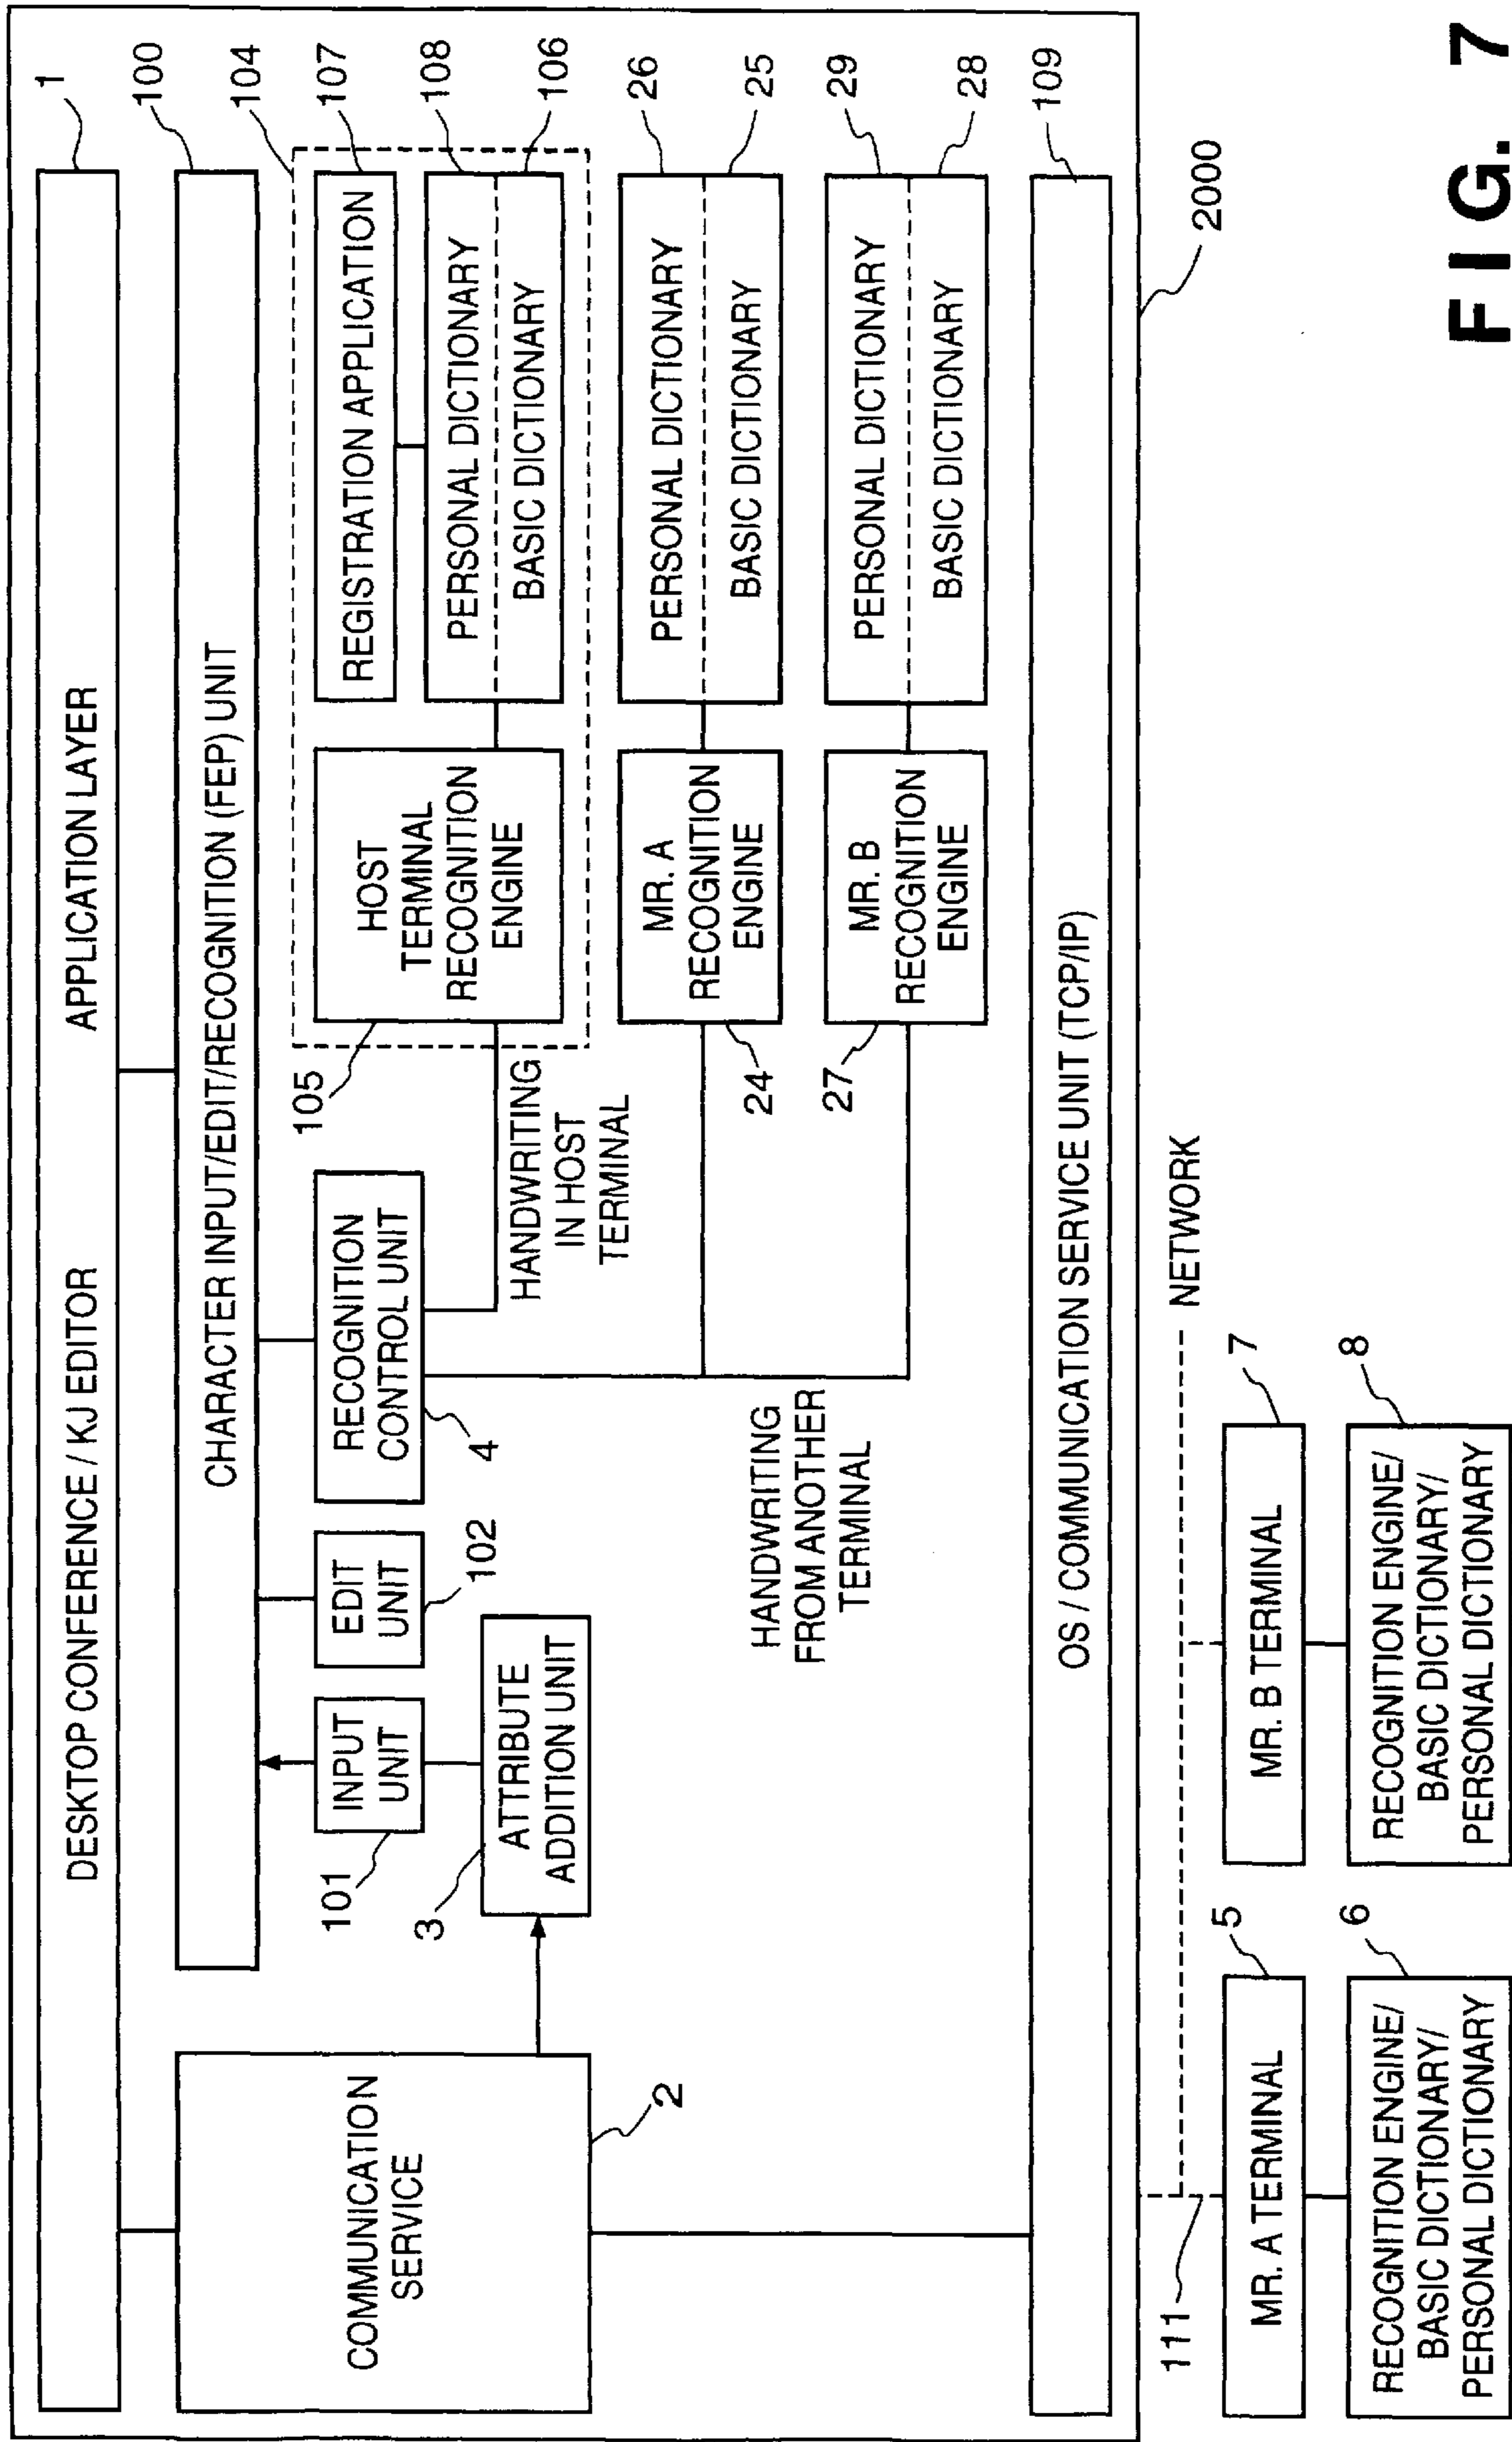 1
DESKTOP CONFERENCE / KJ EDITOR
APPLICATION LAYER
100
CHARACTER INPUT/EDIT/RECOGNITION (FEP) UNIT
104
COMMUNICATION
SERVICE
2
101
INPUT
UNIT
EDIT
UNIT
102
3
ATTRIBUTE
ADDITION UNIT
RECOGNITION
CONTROL UNIT
4
105
HOST
TERMINAL
RECOGNITION
ENGINE
REGISTRATION APPLICATION
107
PERSONAL DICTIONARY
108
BASIC DICTIONARY
106
HANDWRITING
IN HOST
TERMINAL
MR. A
RECOGNITION
ENGINE
24
PERSONAL DICTIONARY
26
BASIC DICTIONARY
25
HANDWRITING
FROM ANOTHER
TERMINAL
27
MR. B
RECOGNITION
ENGINE
PERSONAL DICTIONARY
29
BASIC DICTIONARY
28
OS / COMMUNICATION SERVICE UNIT (TCP/IP)
109
2000
111
NETWORK
5
MR. A TERMINAL
6
RECOGNITION ENGINE/
BASIC DICTIONARY/
PERSONAL DICTIONARY
7
MR. B TERMINAL
8
RECOGNITION ENGINE/
BASIC DICTIONARY/
PERSONAL DICTIONARY
FIG. 7